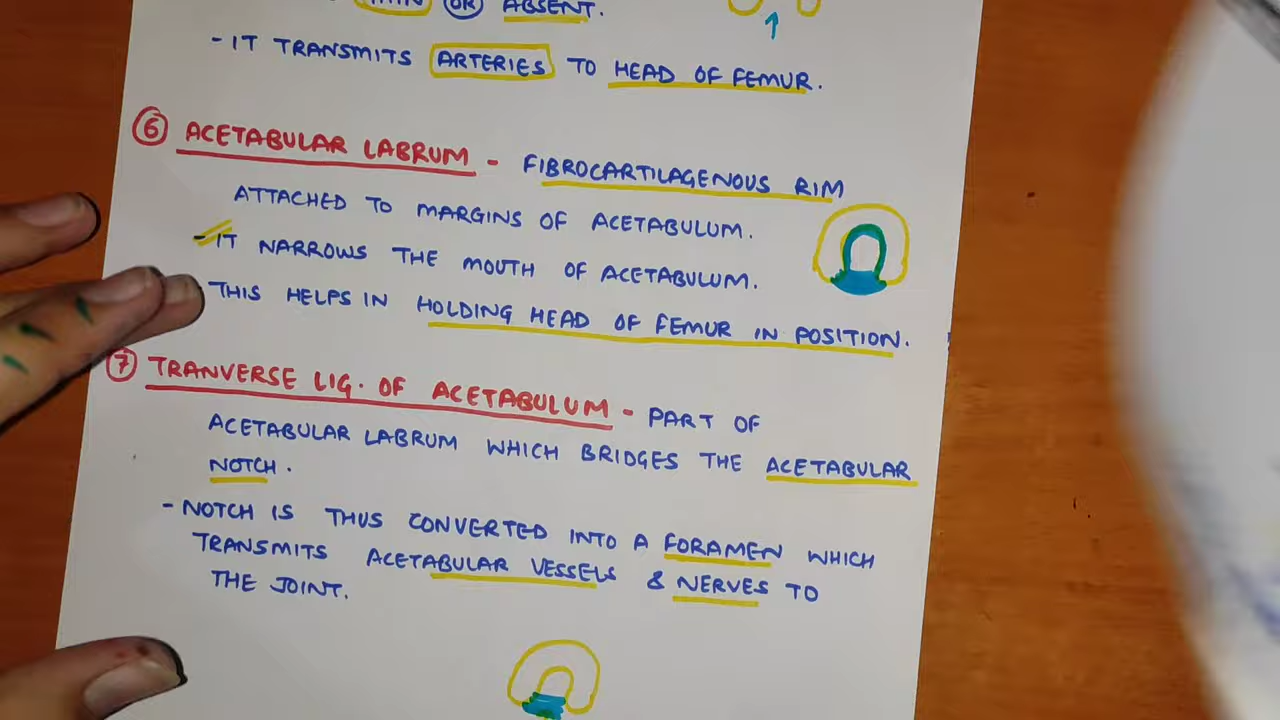 THIN OR ABSENT.
- IT TRANSMITS ARTERIES TO HEAD OF FEMUR.
6 ACETABULAR LABRUM - FIBROCARTILAGENOUS RIM
ATTACHED TO MARGINS OF ACETABULUM.
- IT NARROWS THE MOUTH OF ACETABULUM.
THIS HELPS IN HOLDING HEAD OF FEMUR IN POSITION.
7 TRANVERSE LIG. OF ACETABULUM - PART OF
ACETABULAR LABRUM WHICH BRIDGES THE ACETABULAR
NOTCH.
- NOTCH IS THUS CONVERTED INTO A FORAMEN WHICH
TRANSMITS ACETABULAR VESSELS & NERVES TO
THE JOINT.